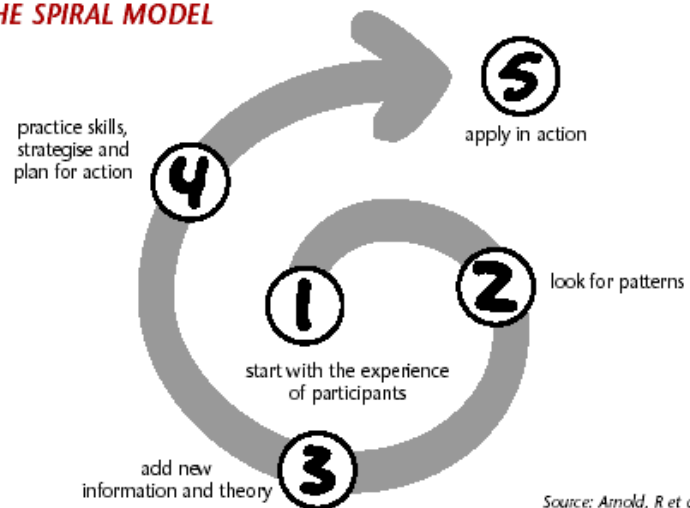 HE SPIRAL MODEL
5
apply in action
practice skills,
strategise and
plan for action
4
1
start with the experience
of participants
2
look for patterns
3
add new
information and theory
Source: Arnold, R et